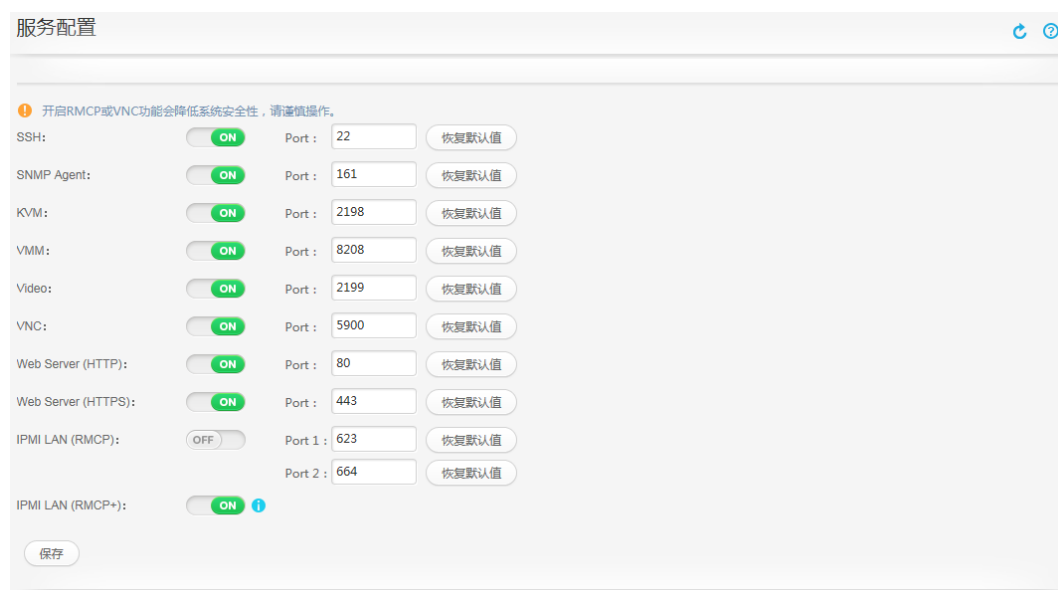 服务配置
开启RMCP或VNC功能会降低系统安全性，请谨慎操作。
SSH: ON Port : 22 恢复默认值
SNMP Agent: ON Port : 161 恢复默认值
KVM: ON Port : 2198 恢复默认值
VMM: ON Port : 8208 恢复默认值
Video: ON Port : 2199 恢复默认值
VNC: ON Port : 5900 恢复默认值
Web Server (HTTP): ON Port : 80 恢复默认值
Web Server (HTTPS): ON Port : 443 恢复默认值
IPMI LAN (RMCP): OFF Port 1 : 623 恢复默认值
Port 2 : 664 恢复默认值
IPMI LAN (RMCP+): ON
保存